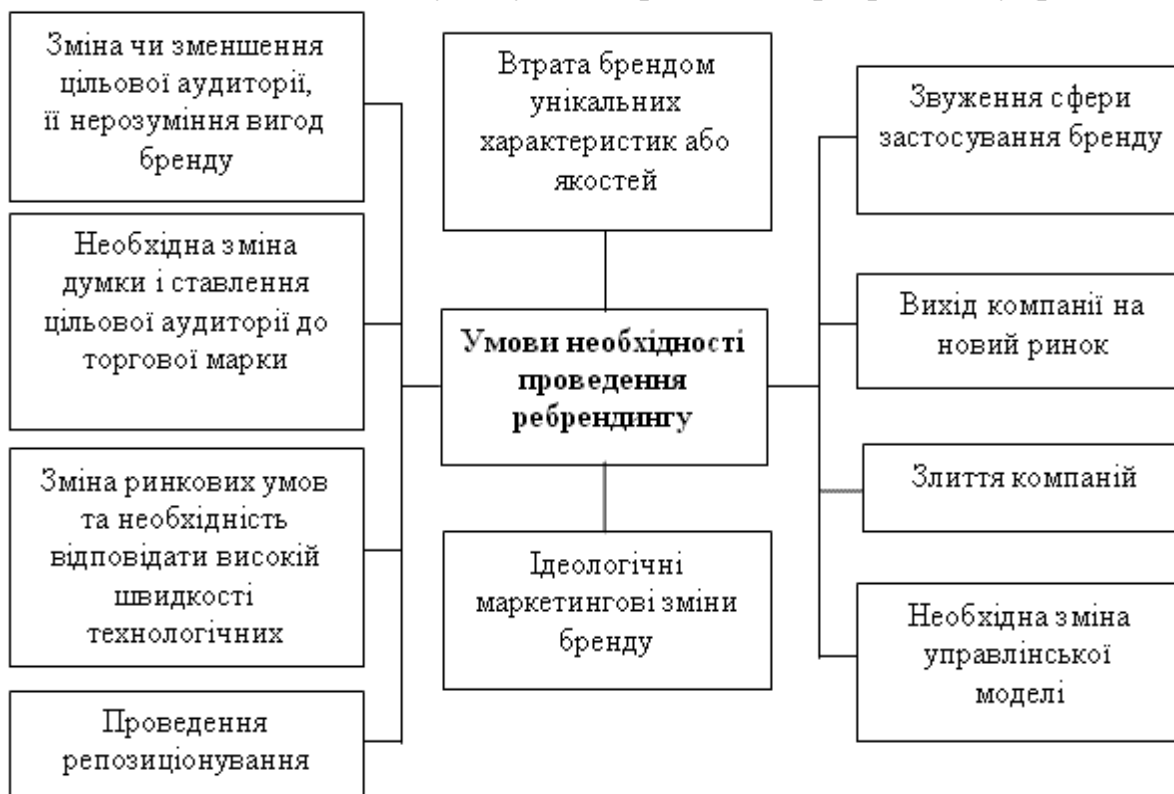 Зміна чи зменшення
цільової аудиторії,
її нерозуміння вигод
бренду
Необхідна зміна
думки і ставлення
цільової аудиторії до
торгової марки
Зміна ринкових умов
та необхідність
відповідати високій
швидкості
технологічних
Проведення
репозиціонування
Втрата брендом
унікальних
характеристик або
якостей
Умови необхідності
проведення
ребрендингу
Ідеологічні
маркетингові зміни
бренду
Звуження сфери
застосування бренду
Вихід компанії на
новий ринок
Злиття компаній
Необхідна зміна
управлінської
моделі